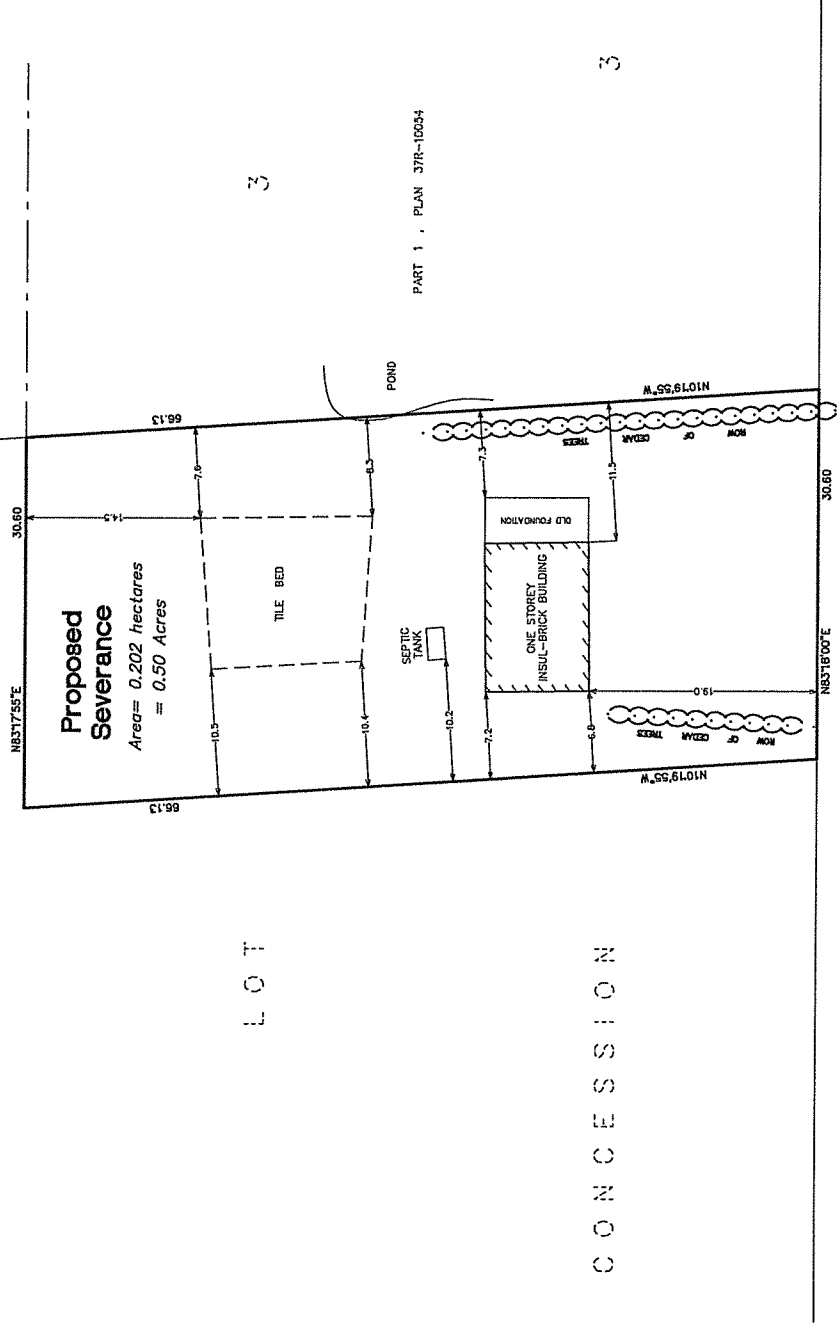 N83°17'55"E
30.60
Proposed
Severance
Area= 0.202 hectares
= 0.50 Acres
66.13
66.13
14.5
7.6
TILE BED
10.5
8.3
10.4
POND
SEPTIC
TANK
10.2
7.3
7.2
OLD FOUNDATION
ONE STOREY
INSUL-BRICK BUILDING
11.5
6.8
19.0
ROW OF CEDAR TREES
ROW OF CEDAR TREES
N10°19'55"W
N10°19'55"W
N83°18'00"E
30.60
PART 1 , PLAN 37R-10054
LOT 3
CONCESSION 3